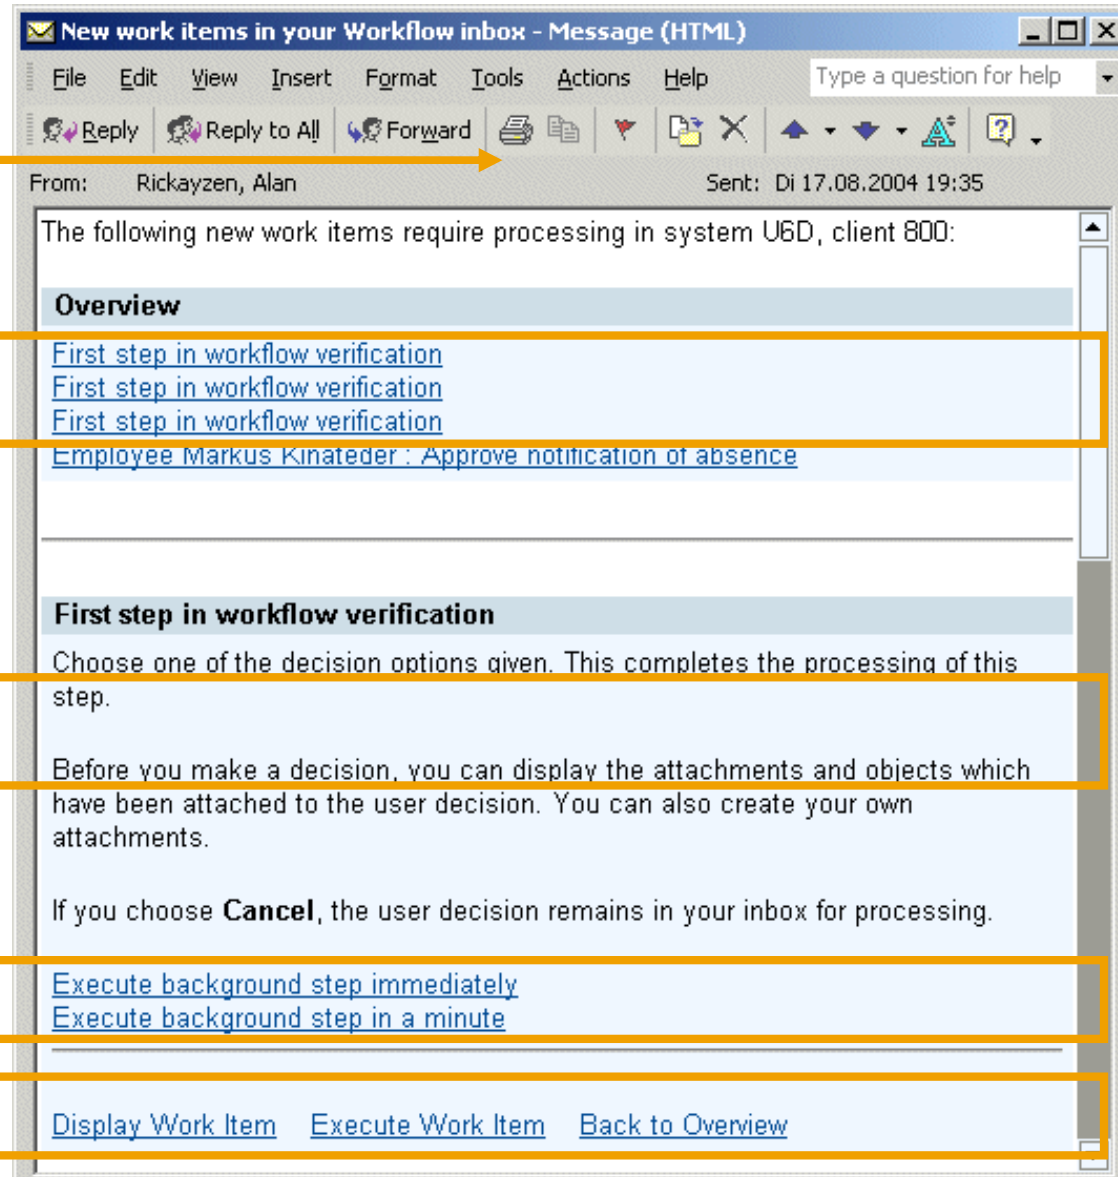 New work items in your Workflow inbox - Message (HTML)
File Edit View Insert Format Tools Actions Help Type a question for help
Reply Reply to All Forward
From: Rickayzen, Alan Sent: Di 17.08.2004 19:35
The following new work items require processing in system U6D, client 800:
Overview
First step in workflow verification
First step in workflow verification
First step in workflow verification
Employee Markus Kinateder : Approve notification of absence
First step in workflow verification
Choose one of the decision options given. This completes the processing of this
step.
Before you make a decision, you can display the attachments and objects which
have been attached to the user decision. You can also create your own
attachments.
If you choose Cancel, the user decision remains in your inbox for processing.
Execute background step immediately
Execute background step in a minute
Display Work Item Execute Work Item Back to Overview